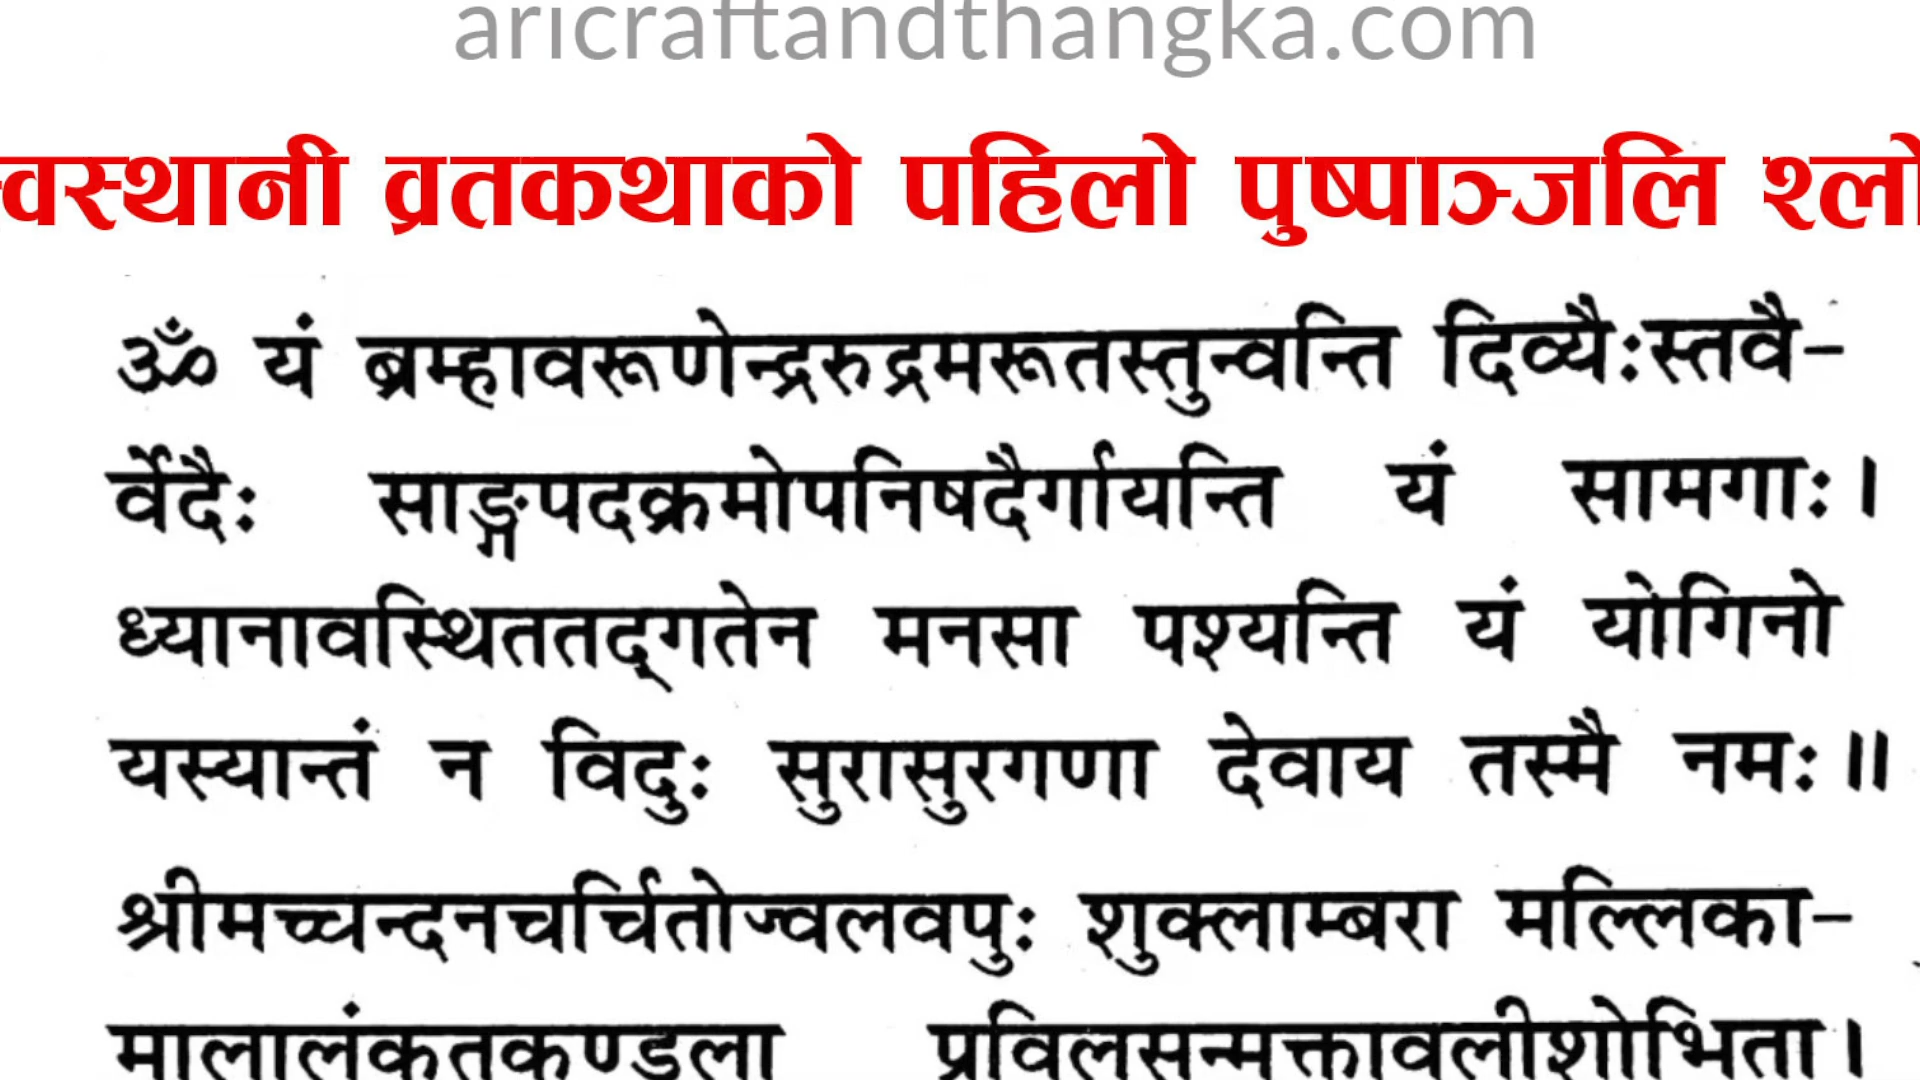 aricraftandthangka.com
वस्थानी व्रतकथाको पहिलो पुष्पाञ्जलि श्लो
ॐ यं ब्रम्हावरूणेन्द्ररुद्रमरूतस्तुन्वन्ति दिव्यैःस्तवै-
र्वेदैः साङ्गपदक्रमोपनिषदैर्गायन्ति यं सामगाः।
ध्यानावस्थिततद्‌गतेन मनसा पश्यन्ति यं योगिनो
यस्यान्तं न विदुः सुरासुरगणा देवाय तस्मै नमः॥
श्रीमच्चन्दनचर्चितोज्वलवपुः शुक्लाम्बरा मल्लिका-
मालालंकृतकुण्डला प्रविलसन्मुक्तावलीशोभिता।